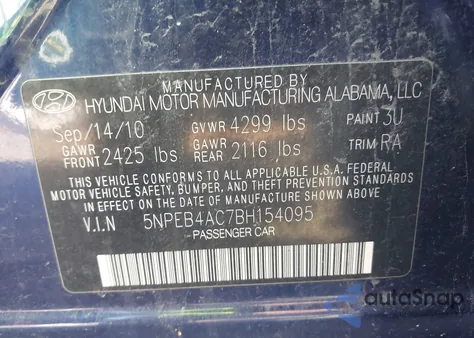 MANUFACTURED BY
HYUNDAI MOTOR MANUFACTURING ALABAMA, LLC
Sep/14/10 GVWR 4299 lbs PAINT 3U
GAWR FRONT 2425 lbs GAWR REAR 2116 lbs TRIM RA
THIS VEHICLE CONFORMS TO ALL APPLICABLE U.S.A. FEDERAL
MOTOR VEHICLE SAFETY, BUMPER, AND THEFT PREVENTION STANDARDS
IN EFFECT ON THE DATE OF MANUFACTURE SHOWN ABOVE.
V.I.N 5NPEB4AC7BH154095
PASSENGER CAR
autoSnap